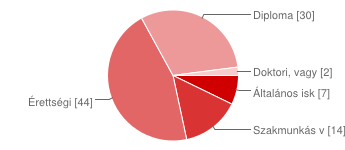 Diploma [30]
Doktori, vagy [2]
Általános isk [7]
Érettségi [44]
Szakmunkás v [14]